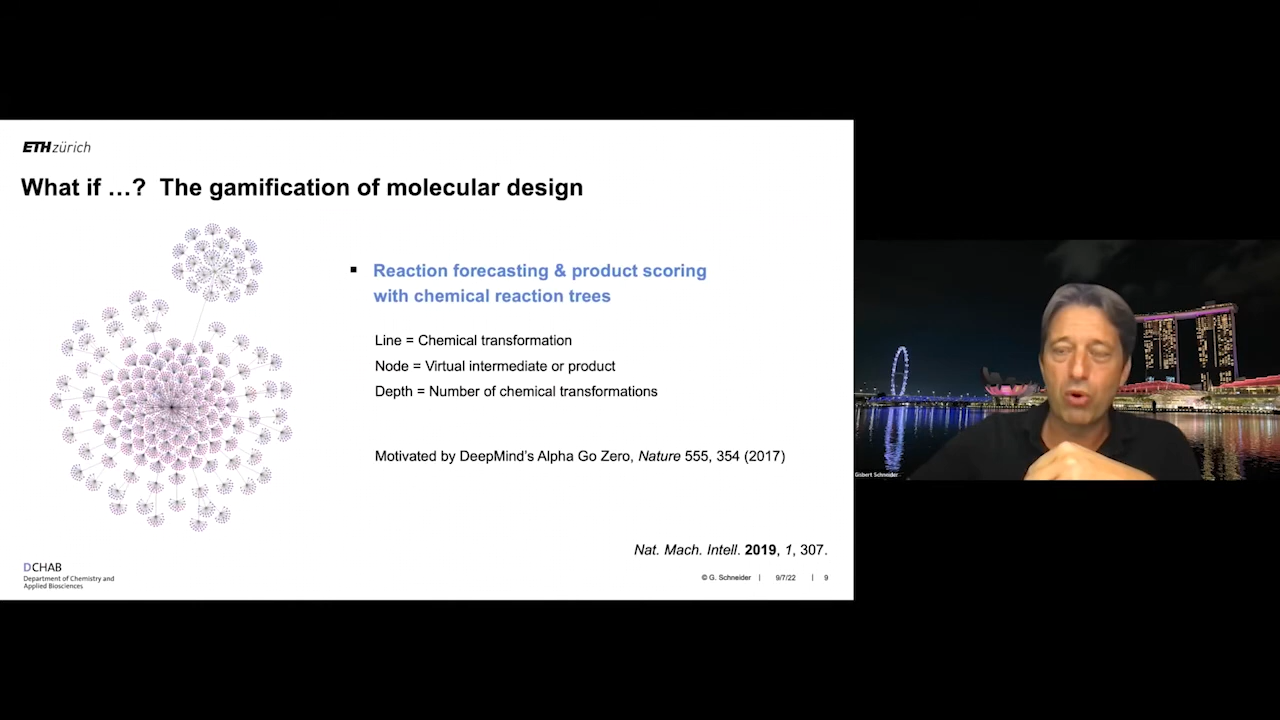 ETH zürich
What if …? The gamification of molecular design
Reaction forecasting & product scoring
with chemical reaction trees
Line = Chemical transformation
Node = Virtual intermediate or product
Depth = Number of chemical transformations
Motivated by DeepMind's Alpha Go Zero, Nature 555, 354 (2017)
Nat. Mach. Intell. 2019, 1, 307.
DCHAB
Department of Chemistry and
Applied Biosciences
© G. Schneider | 9/7/22 | 9
Gisbert Schneider